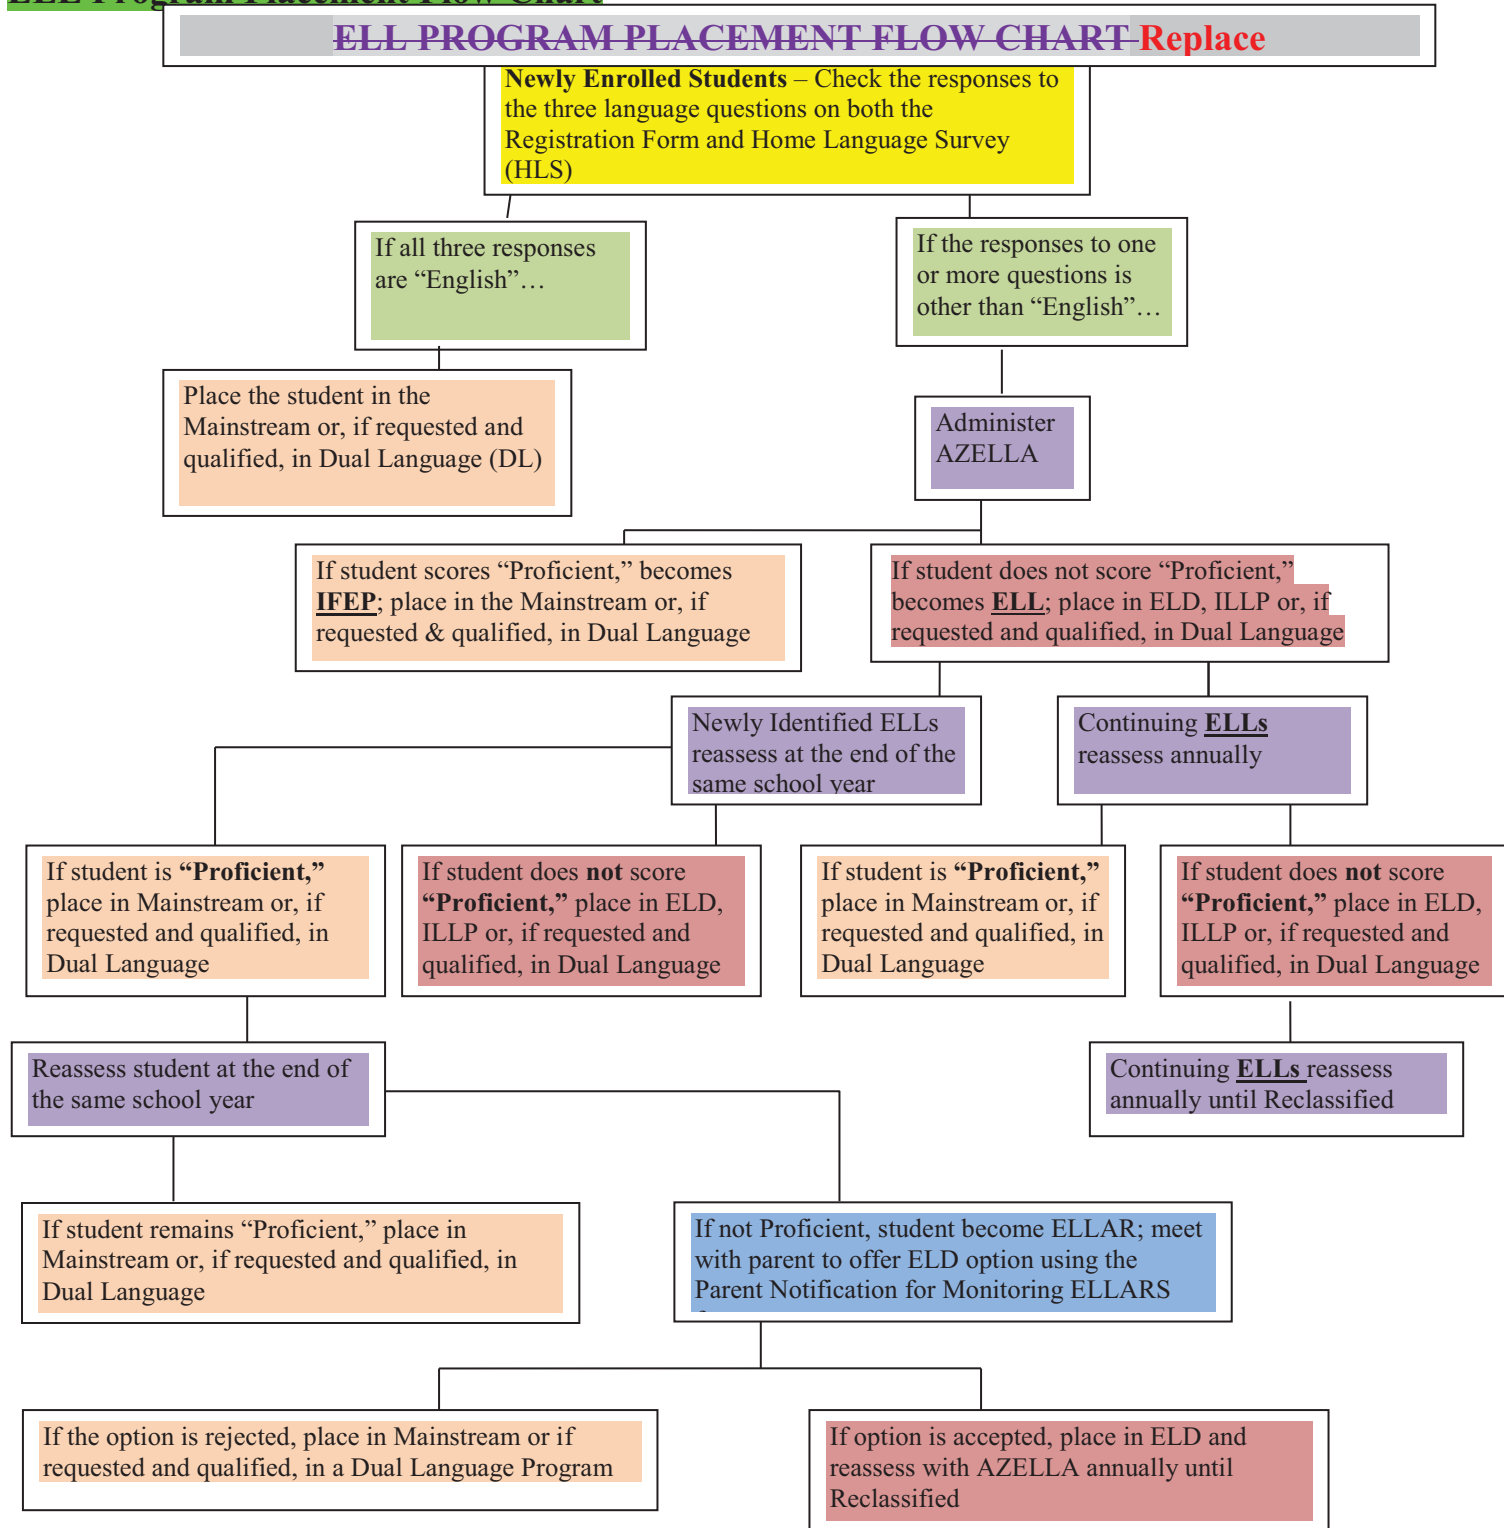 ELL Program Placement Flow Chart
ELL PROGRAM PLACEMENT FLOW CHART Replace
Newly Enrolled Students – Check the responses to
the three language questions on both the
Registration Form and Home Language Survey
(HLS)
If all three responses
are “English”…
If the responses to one
or more questions is
other than “English”…
Place the student in the
Mainstream or, if requested and
qualified, in Dual Language (DL)
Administer
AZELLA
If student scores “Proficient,” becomes
IFEP; place in the Mainstream or, if
requested & qualified, in Dual Language
If student does not score “Proficient,”
becomes ELL; place in ELD, ILLP or, if
requested and qualified, in Dual Language
Newly Identified ELLs
reassess at the end of the
same school year
Continuing ELLs
reassess annually
If student is “Proficient,”
place in Mainstream or, if
requested and qualified, in
Dual Language
If student does not score
“Proficient,” place in ELD,
ILLP or, if requested and
qualified, in Dual Language
If student is “Proficient,”
place in Mainstream or, if
requested and qualified, in
Dual Language
If student does not score
“Proficient,” place in ELD,
ILLP or, if requested and
qualified, in Dual Language
Reassess student at the end of
the same school year
Continuing ELLs reassess
annually until Reclassified
If student remains “Proficient,” place in
Mainstream or, if requested and qualified, in
Dual Language
If not Proficient, student become ELLAR; meet
with parent to offer ELD option using the
Parent Notification for Monitoring ELLARS
If the option is rejected, place in Mainstream or if
requested and qualified, in a Dual Language Program
If option is accepted, place in ELD and
reassess with AZELLA annually until
Reclassified